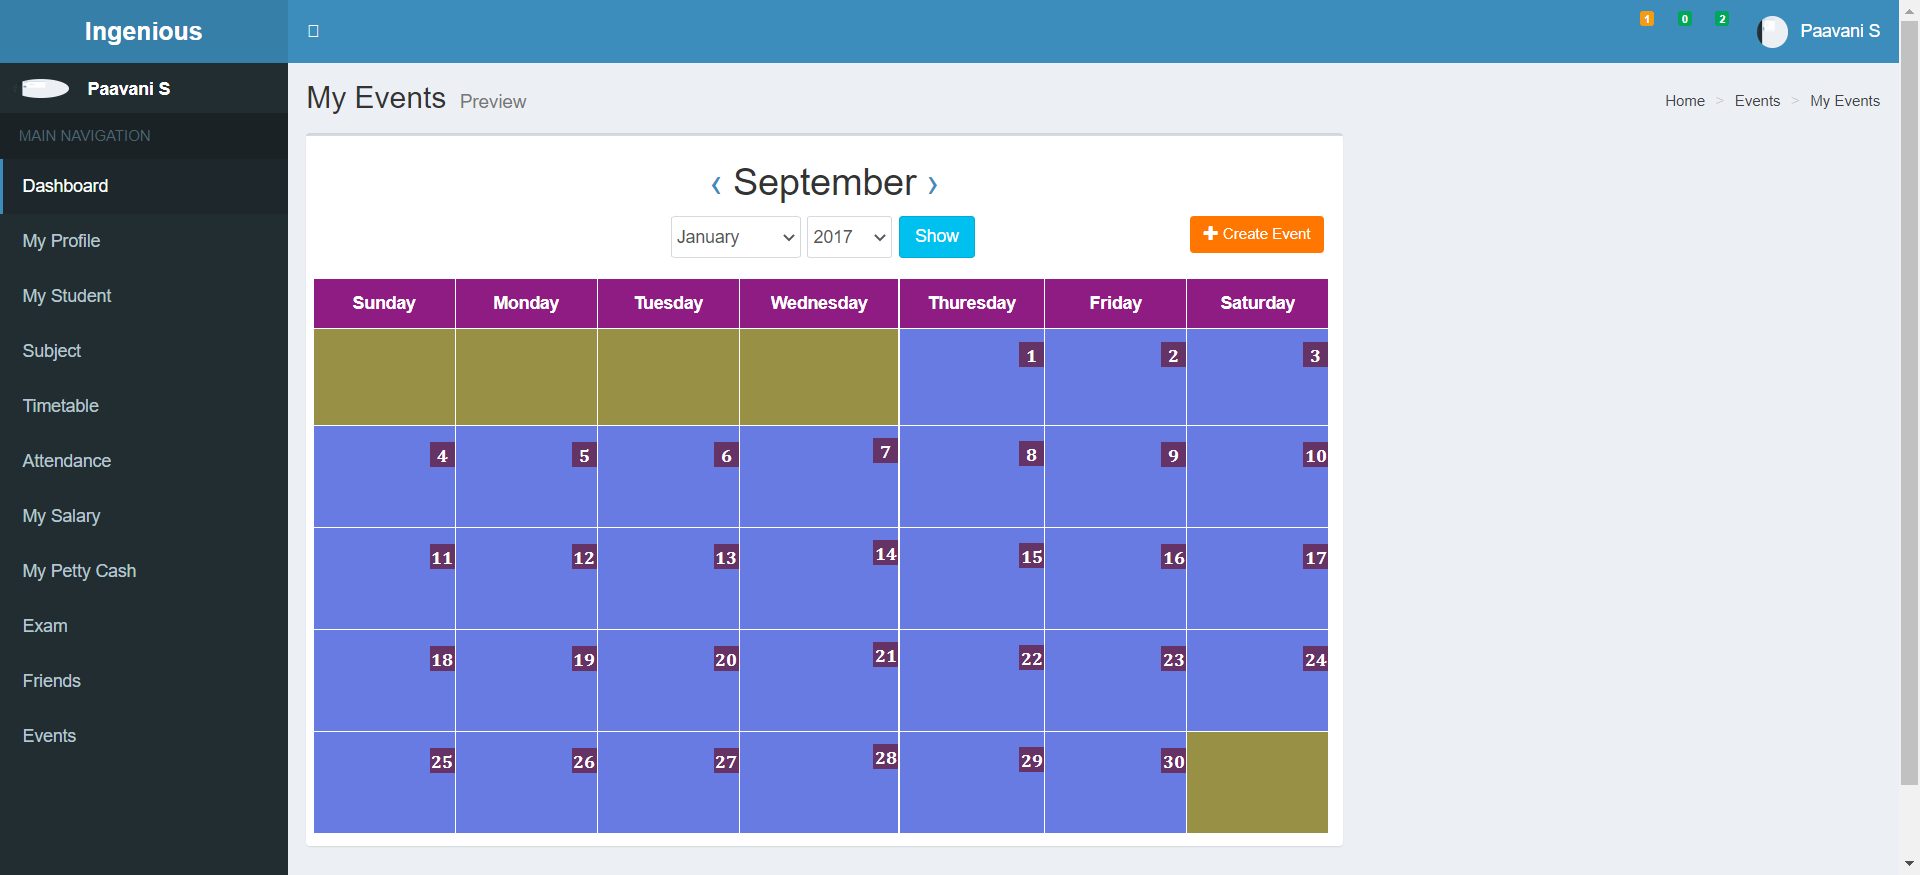 Ingenious
1 0 2 Paavani S
Paavani S
MAIN NAVIGATION
Dashboard
My Profile
My Student
Subject
Timetable
Attendance
My Salary
My Petty Cash
Exam
Friends
Events
My Events Preview
Home > Events > My Events
‹ September ›
January 2017 Show
Create Event
Sunday Monday Tuesday Wednesday Thuresday Friday Saturday
1 2 3
4 5 6 7 8 9 10
11 12 13 14 15 16 17
18 19 20 21 22 23 24
25 26 27 28 29 30